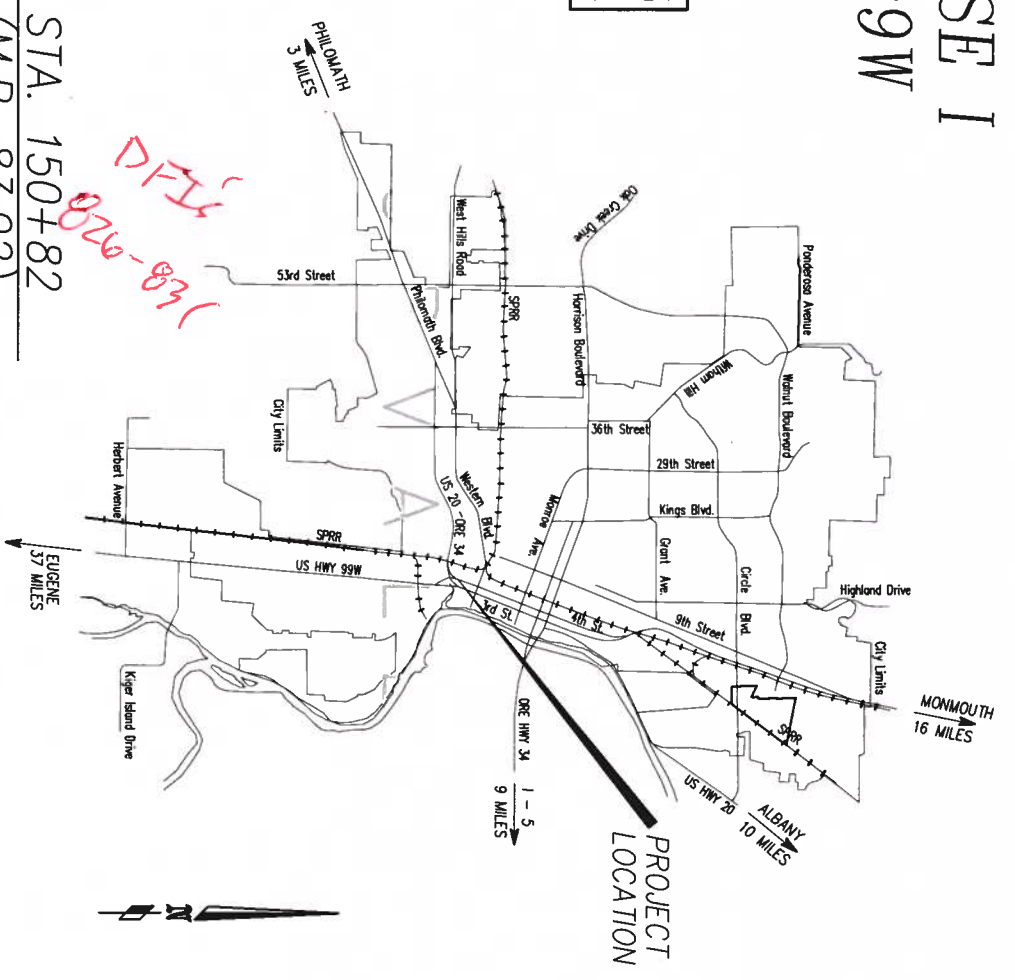 SE I
9W
PHILOMATH
3 MILES
STA. 150+82
DFI's
826-831
53rd Street
West Hills Road
Philomath Blvd.
SPRR
Oak Creek Drive
Harrison Boulevard
Ponderosa Avenue
Witham Hill
Walnut Boulevard
36th Street
29th Street
Kings Blvd.
City Limits
Herbert Avenue
US 20 - ORE 34
Western Blvd.
Monroe Ave.
Grant Ave.
Circle Blvd.
Highland Drive
SPRR
US HWY 99W
3rd St.
4th St.
9th Street
City Limits
EUGENE
37 MILES
Kiger Island Drive
ORE HWY 34
I - 5
9 MILES
SPRR
US HWY 20
MONMOUTH
16 MILES
ALBANY
10 MILES
PROJECT
LOCATION
N